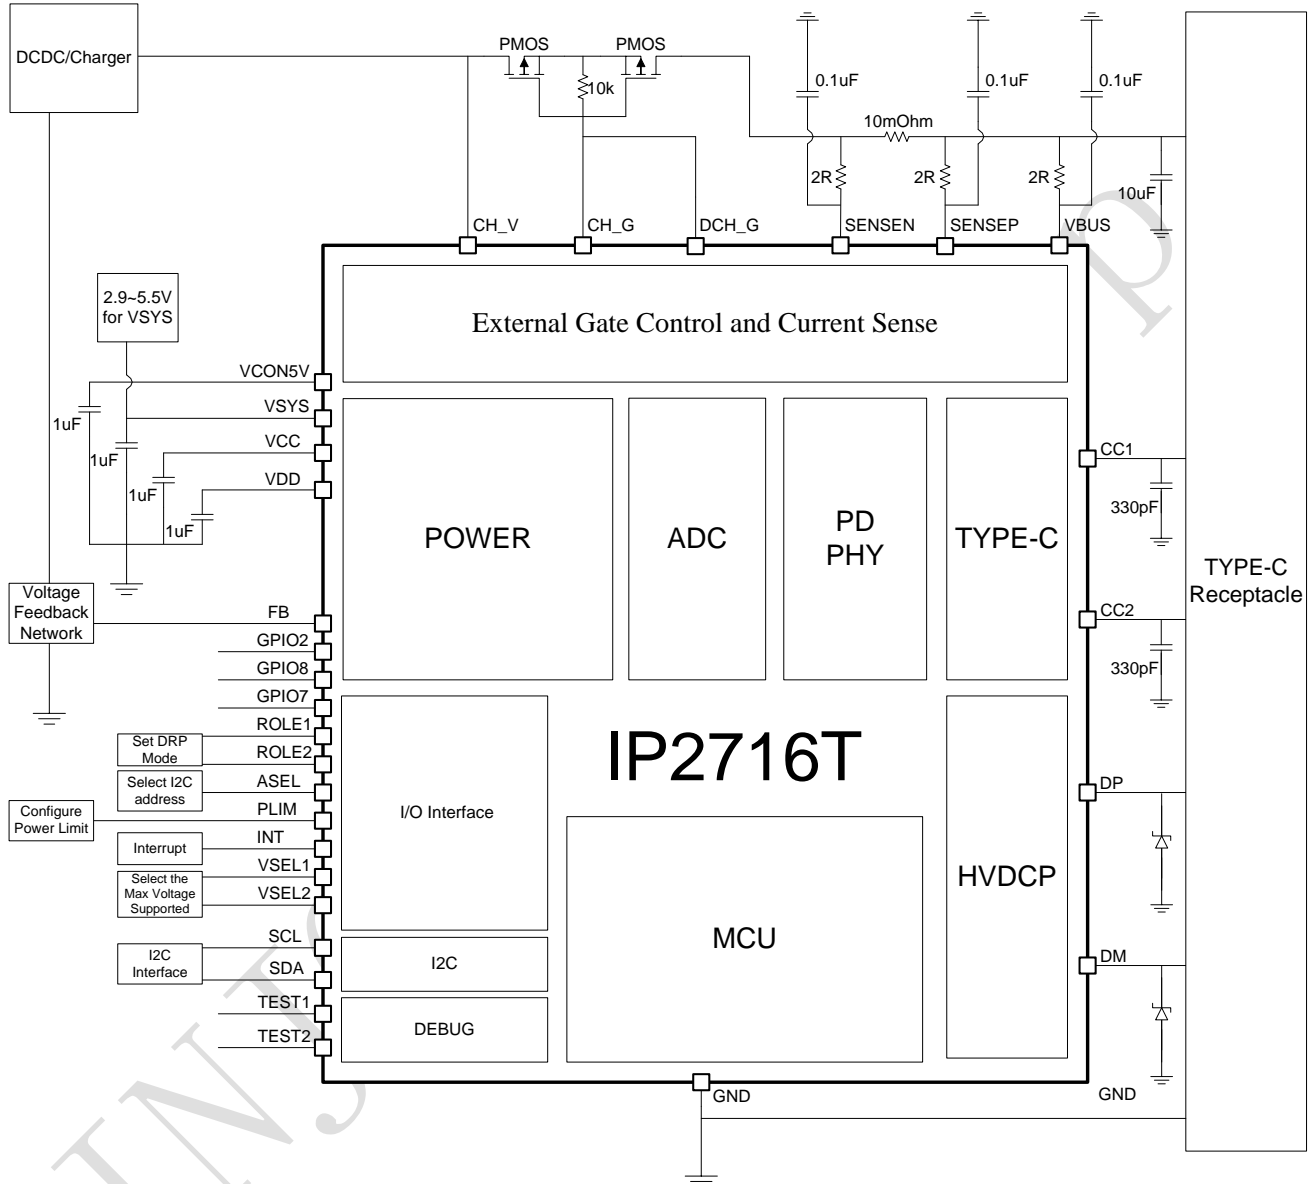 DCDC/Charger
PMOS
PMOS
10k
0.1uF
0.1uF
0.1uF
10mOhm
2R
2R
2R
10uF
CH_V
CH_G
DCH_G
SENSEN
SENSEP
VBUS
2.9~5.5V
for VSYS
External Gate Control and Current Sense
VCON5V
VSYS
VCC
VDD
1uF
1uF
1uF
1uF
POWER
ADC
PD
PHY
TYPE-C
CC1
330pF
CC2
330pF
TYPE-C
Receptacle
Voltage
Feedback
Network
FB
GPIO2
GPIO8
GPIO7
ROLE1
ROLE2
ASEL
PLIM
INT
VSEL1
VSEL2
SCL
SDA
TEST1
TEST2
Set DRP
Mode
Select I2C
address
Configure
Power Limit
Interrupt
Select the
Max Voltage
Supported
I2C
Interface
I/O Interface
I2C
DEBUG
IP2716T
MCU
HVDCP
DP
DM
GND
GND
INJ
p